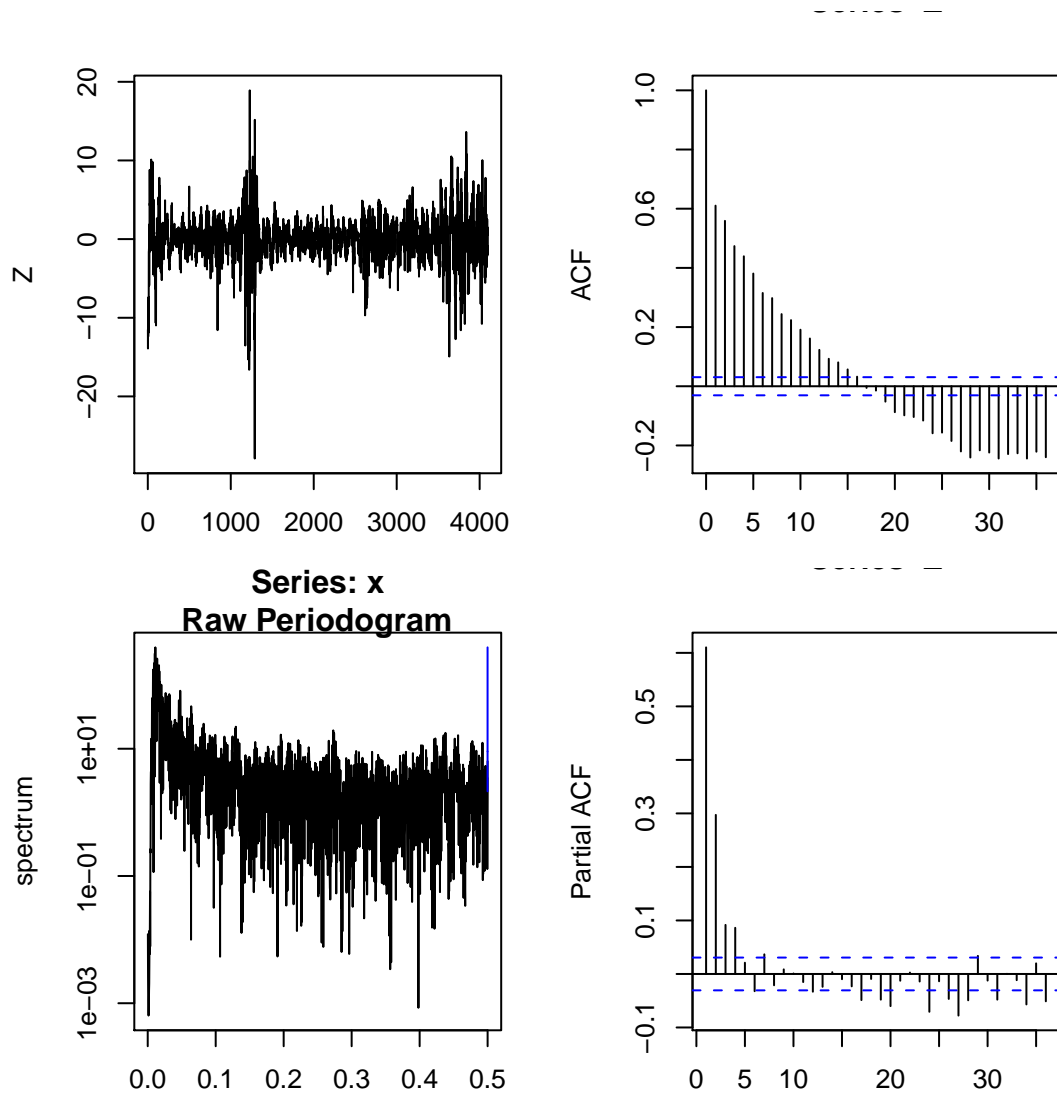 Z
20
10
0
−10
−20
0 1000 2000 3000 4000
ACF
1.0
0.6
0.2
−0.2
0 5 10 20 30
Series: x
Raw Periodogram
spectrum
1e+01
1e−01
1e−03
0.0 0.1 0.2 0.3 0.4 0.5
Partial ACF
0.5
0.3
0.1
−0.1
0 5 10 20 30